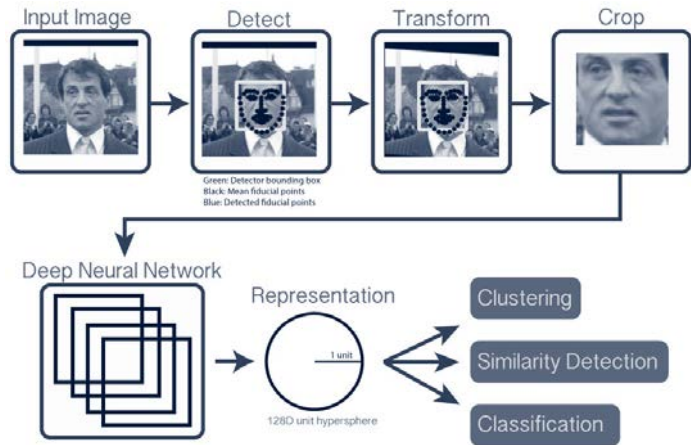 Input Image
Detect
Transform
Crop
Green: Detector bounding box
Black: Mean fiducial points
Blue: Detected fiducial points
Deep Neural Network
Representation
1 unit
128D unit hypersphere
Clustering
Similarity Detection
Classification